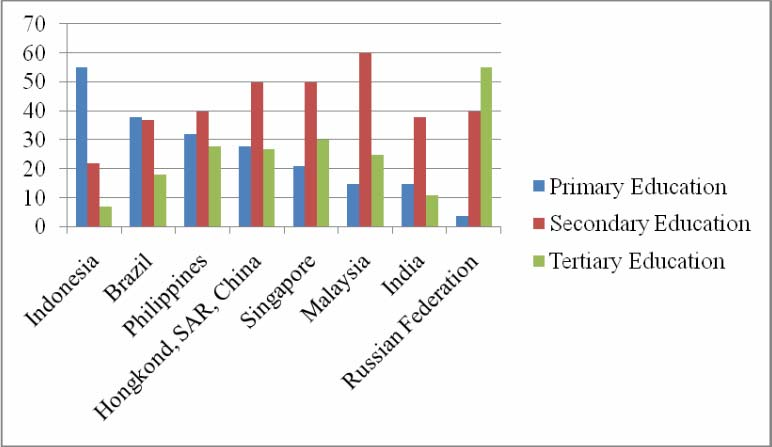 70
60
50
40
30
20
10
0
Indonesia
Brazil
Philippines
Hongkond, SAR, China
Singapore
Malaysia
India
Russian Federation
Primary Education
Secondary Education
Tertiary Education